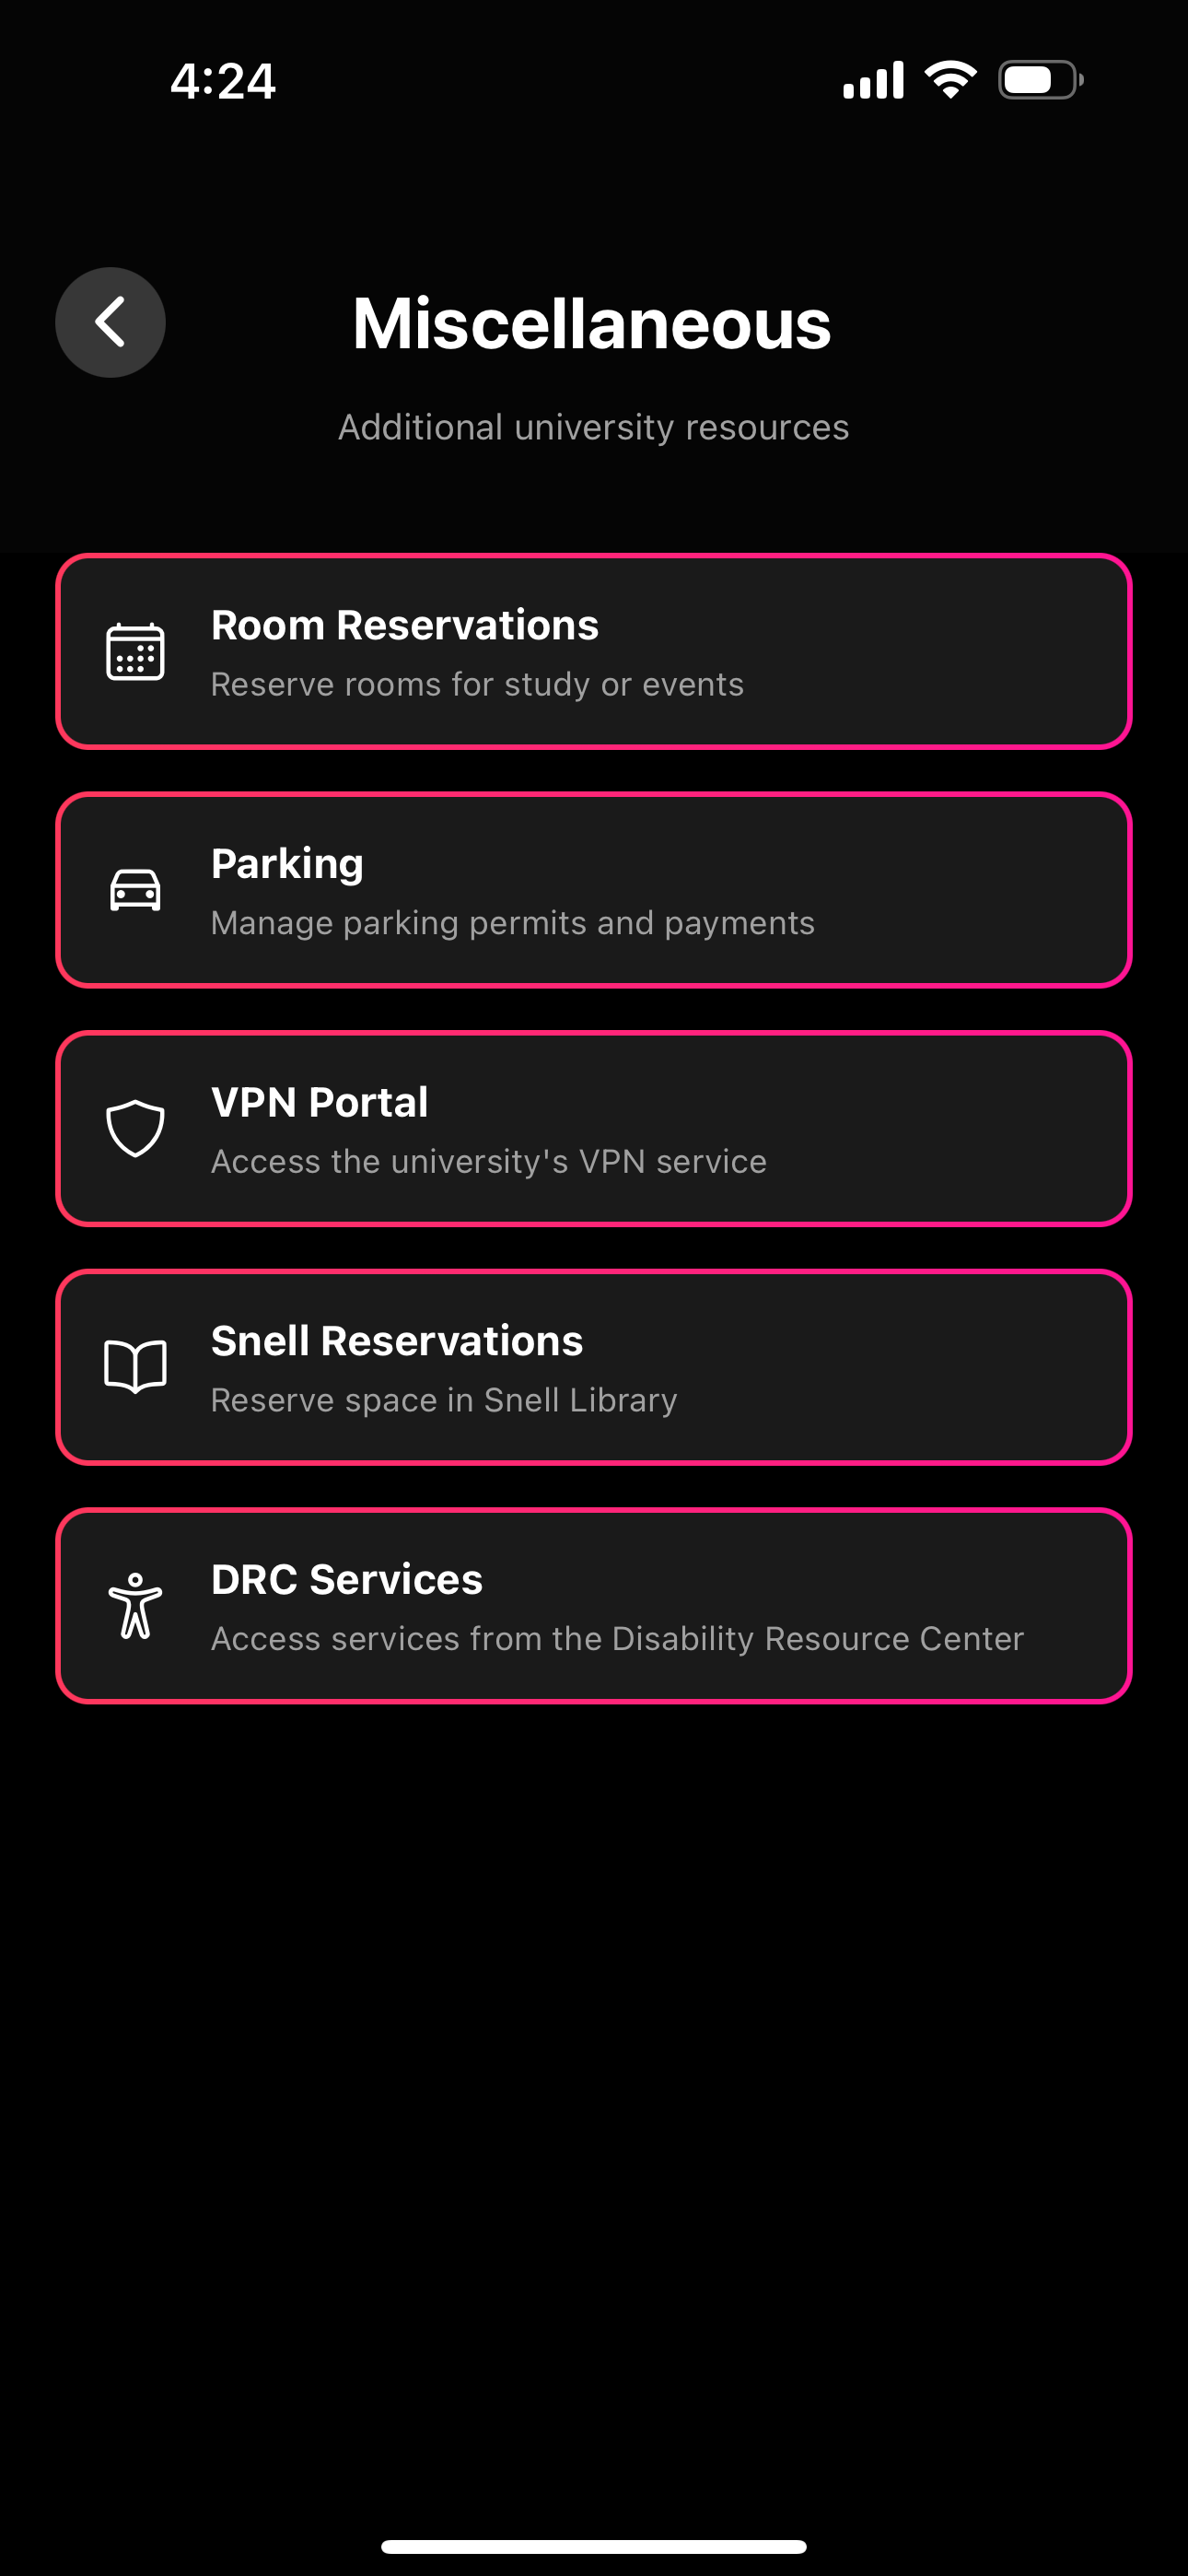 4:24
Miscellaneous
Additional university resources
Room Reservations
Reserve rooms for study or events
Parking
Manage parking permits and payments
VPN Portal
Access the university's VPN service
Snell Reservations
Reserve space in Snell Library
DRC Services
Access services from the Disability Resource Center